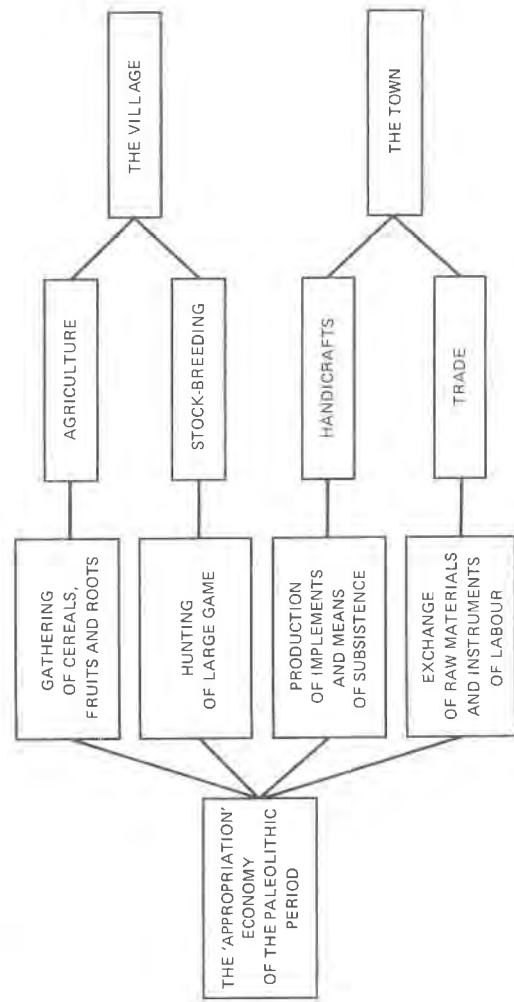 THE 'APPROPRIATION'
ECONOMY
OF THE PALEOLITHIC
PERIOD
GATHERING
OF CEREALS,
FRUITS AND ROOTS
HUNTING
OF LARGE GAME
PRODUCTION
OF IMPLEMENTS
AND MEANS
OF SUBSISTENCE
EXCHANGE
OF RAW MATERIALS
AND INSTRUMENTS
OF LABOUR
AGRICULTURE
STOCK-BREEDING
HANDICRAFTS
TRADE
THE VILLAGE
THE TOWN